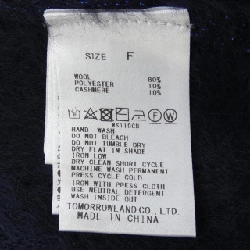 SIZE F
WOOL 80%
POLYESTER 10%
CASHMERE 10%
HAND WASH
DO NOT BLEACH
DO NOT TUMBLE DRY
DRY FLAT IN SHADE
IRON LOW
DRY CLEAN SHORT CYCLE
MACHINE WASH PERMANENT
PRESS CYCLE COLD
IRON WITH PRESS CLOTH
USE NEUTRAL DETERGENT
WASH INSIDE OUT
TOMORROWLAND CO., LTD.
MADE IN CHINA